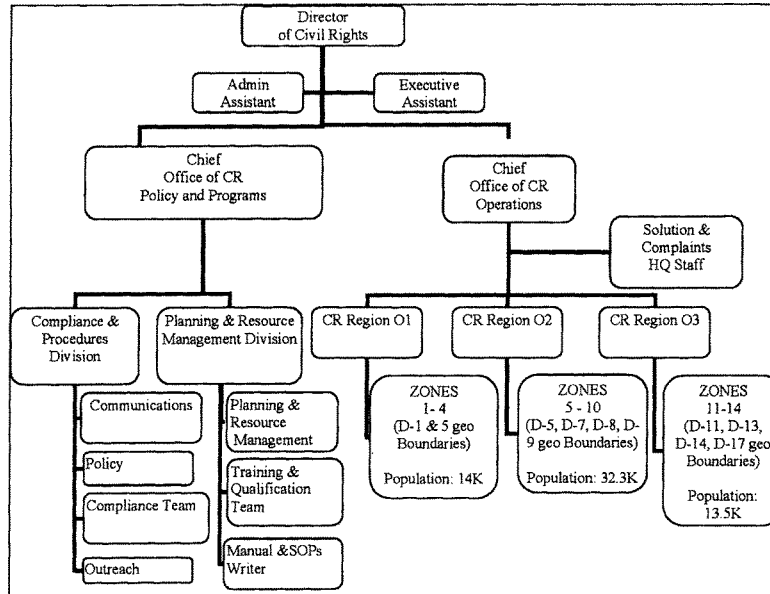 Director
of Civil Rights
Admin
Assistant
Executive
Assistant
Chief
Office of CR
Policy and Programs
Chief
Office of CR
Operations
Solution &
Complaints
HQ Staff
Compliance &
Procedures
Division
Planning & Resource
Management Division
CR Region O1
CR Region O2
CR Region O3
Communications
Policy
Compliance Team
Outreach
Planning &
Resource
Management
Training &
Qualification
Team
Manual &SOPs
Writer
ZONES
1- 4
(D-1 & 5 geo
Boundaries)
Population: 14K
ZONES
5 - 10
(D-5, D-7, D-8, D-
9 geo Boundaries)
Population: 32.3K
ZONES
11-14
(D-11, D-13,
D-14, D-17 geo
Boundaries)
Population:
13.5K